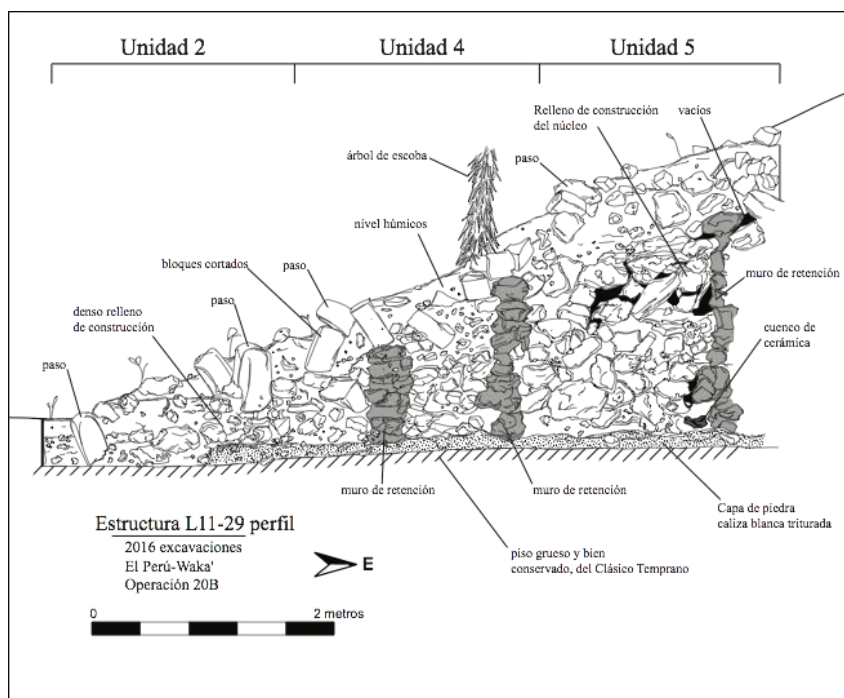 Unidad 2
Unidad 4
Unidad 5
Relleno de construcción
del núcleo
vacios
árbol de escoba
paso
nivel húmicos
bloques cortados
paso
muro de retención
denso relleno
de construcción
paso
cuenco de
cerámica
paso
muro de retención
muro de retención
Capa de piedra
caliza blanca triturada
Estructura L11-29 perfil
2016 excavaciones
El Perú-Waka'
Operación 20B
E
piso grueso y bien
conservado, del Clásico Temprano
0
2 metros